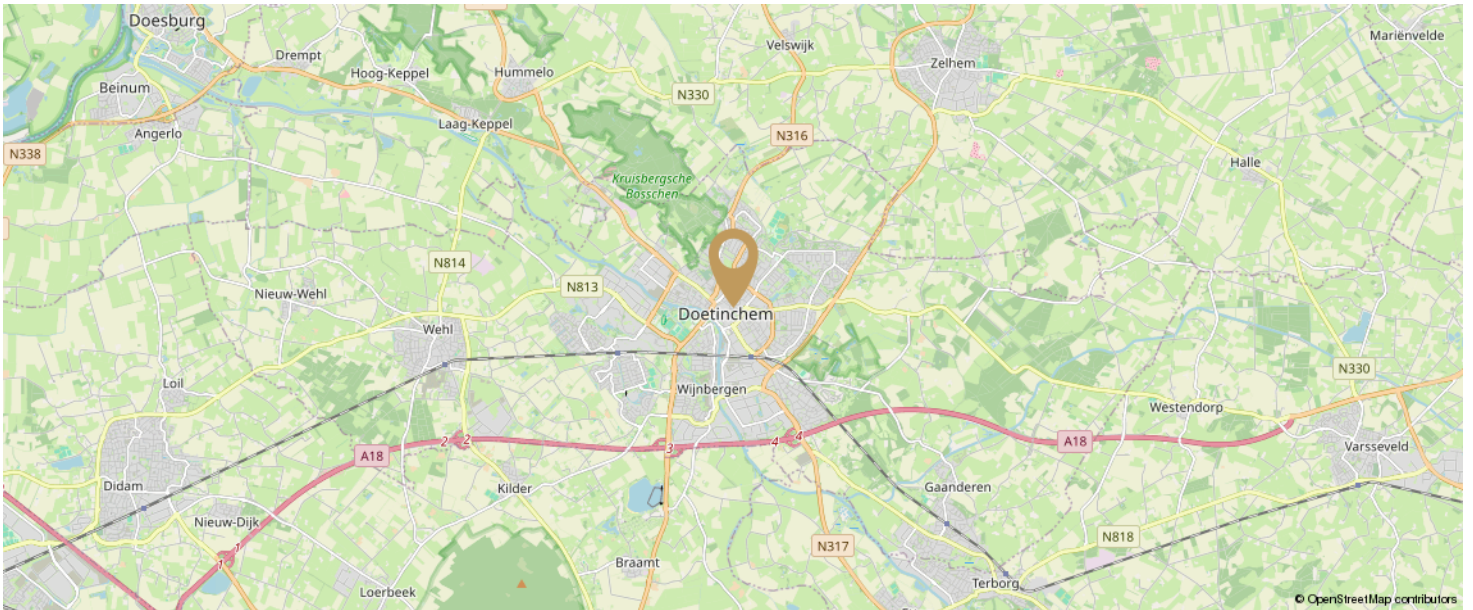 Doesburg
Mariënvelde
Velswijk
Drempt
Zelhem
Hoog-Keppel
Hummelo
Beinum
N330
Laag-Keppel
Angerlo
N316
N338
Halle
Kruisbergsche
Bosschen
N814
N813
Nieuw-Wehl
Doetinchem
Wehl
N330
Loil
Wijnbergen
Westendorp
2
2
4
4
3
A18
A18
Varsseveld
Didam
Kilder
Gaanderen
Nieuw-Dijk
N818
N317
1
1
Braamt
Terborg
Loerbeek
© OpenStreetMap contributors